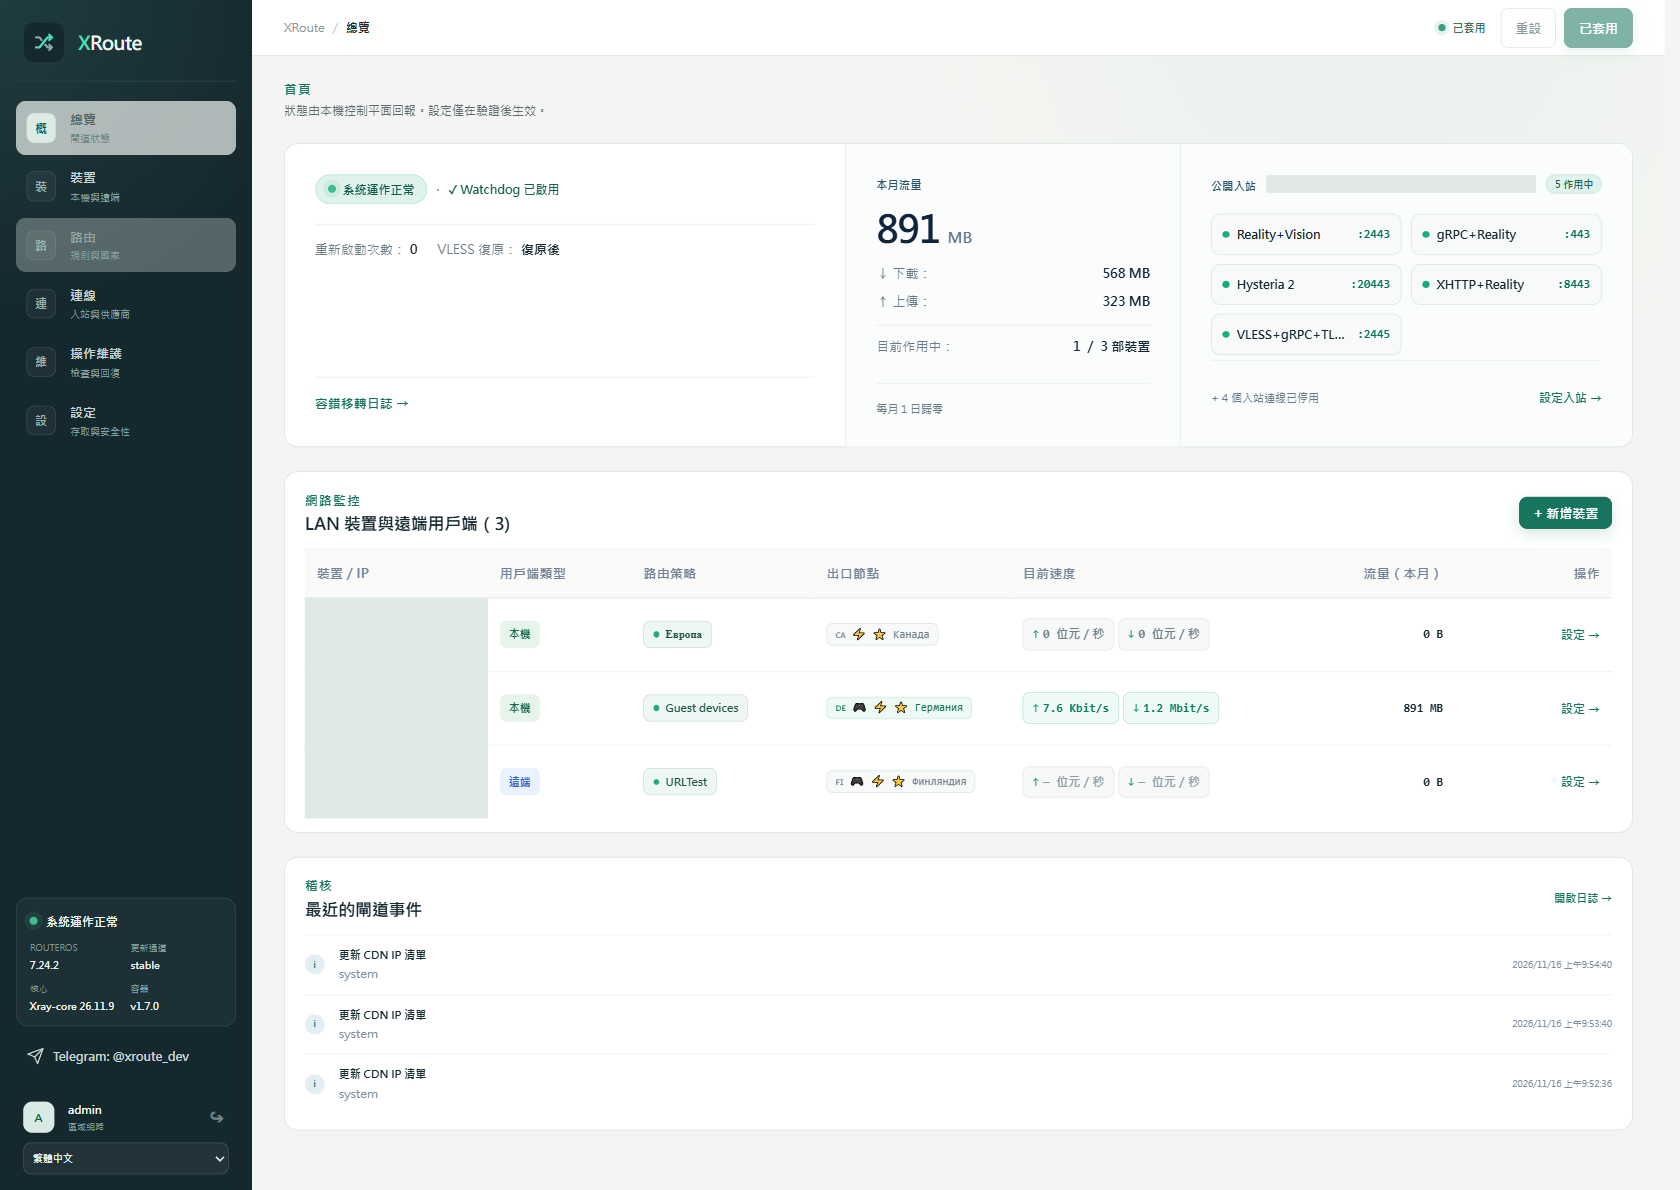 XRoute
概 總覽
閘道狀態
裝 裝置
本機與遠端
路 路由
規則與國家
連 連線
入站與供應商
維 操作維護
檢查與回復
設 設定
存取與安全性
系統運作正常
ROUTEROS 更新通道
7.24.2 stable
核心 容器
Xray-core 26.11.9 v1.7.0
Telegram: @xroute_dev
A admin
區域網路
繁體中文
XRoute / 總覽
已套用 重設 已套用
首頁
狀態由本機控制平面回報。設定僅在驗證後生效。
系統運作正常 · ✓ Watchdog 已啟用
重新啟動次數： 0 VLESS 復原： 復原後
容錯移轉日誌 →
本月流量
891 MB
↓ 下載： 568 MB
↑ 上傳： 323 MB
目前作用中： 1 / 3 部裝置
每月 1 日歸零
公開入站 5 作用中
Reality+Vision :2443
gRPC+Reality :443
Hysteria 2 :20443
XHTTP+Reality :8443
VLESS+gRPC+TL... :2445
+ 4 個入站連線已停用 設定入站 →
網路監控
LAN 裝置與遠端用戶端（3）
+ 新增裝置
裝置 / IP 用戶端類型 路由策略 出口節點 目前速度 流量（本月） 操作
本機 Европа CA ⚡ ⭐ Канада ↑ 0 位元/秒 ↓ 0 位元/秒 0 B 設定 →
本機 Guest devices DE 🎮 ⚡ ⭐ Германия ↑ 7.6 Kbit/s ↓ 1.2 Mbit/s 891 MB 設定 →
遠端 URLTest FI 🎮 ⚡ ⭐ Финляндия ↑ — 位元/秒 ↓ — 位元/秒 0 B 設定 →
稽核
最近的閘道事件
開啟日誌 →
i 更新 CDN IP 清單
system
2026/11/16 上午9:54:40
i 更新 CDN IP 清單
system
2026/11/16 上午9:53:40
i 更新 CDN IP 清單
system
2026/11/16 上午9:52:36